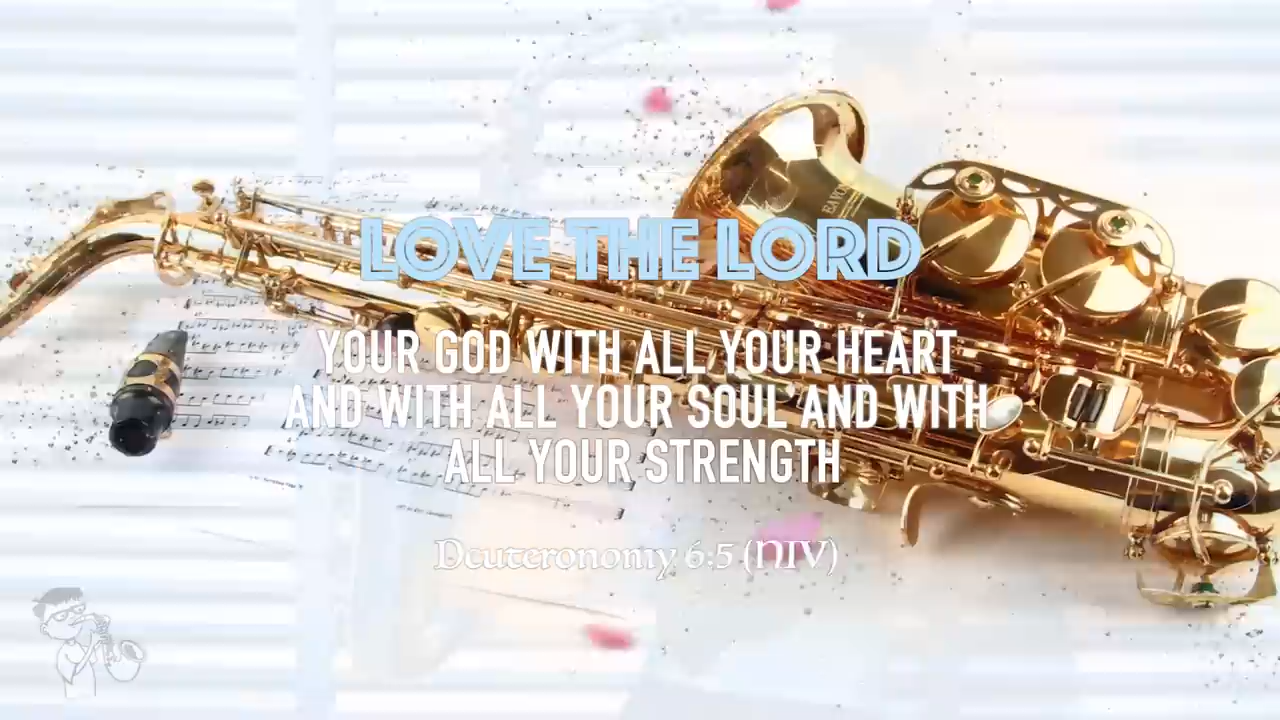 LOVE THE LORD
YOUR GOD WITH ALL YOUR HEART
AND WITH ALL YOUR SOUL AND WITH
ALL YOUR STRENGTH
Deuteronomy 6:5 (NIV)